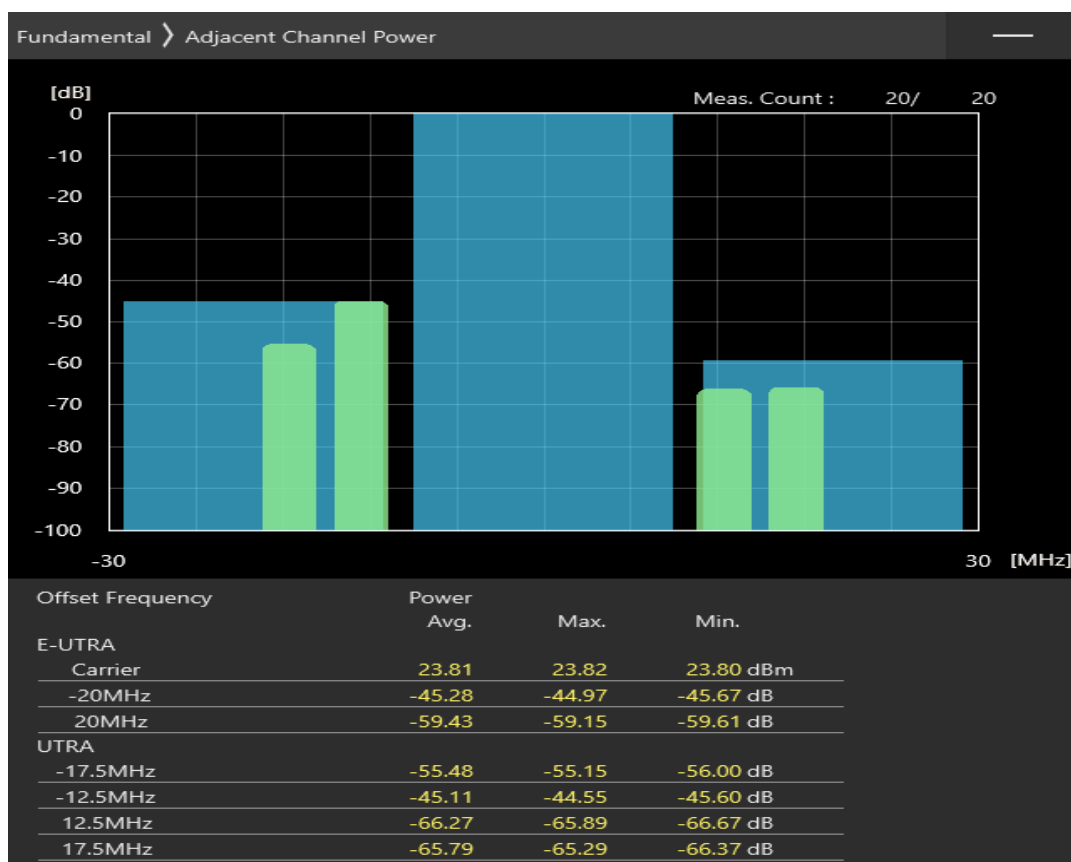 Fundamental 》 Adjacent Channel Power
[dB]
Meas. Count : 20/ 20
0
-10
-20
-30
-40
-50
-60
-70
-80
-90
-100
-30 30 [MHz]
Offset Frequency Power
Avg. Max. Min.
E-UTRA
Carrier 23.81 23.82 23.80 dBm
-20MHz -45.28 -44.97 -45.67 dB
20MHz -59.43 -59.15 -59.61 dB
UTRA
-17.5MHz -55.48 -55.15 -56.00 dB
-12.5MHz -45.11 -44.55 -45.60 dB
12.5MHz -66.27 -65.89 -66.67 dB
17.5MHz -65.79 -65.29 -66.37 dB